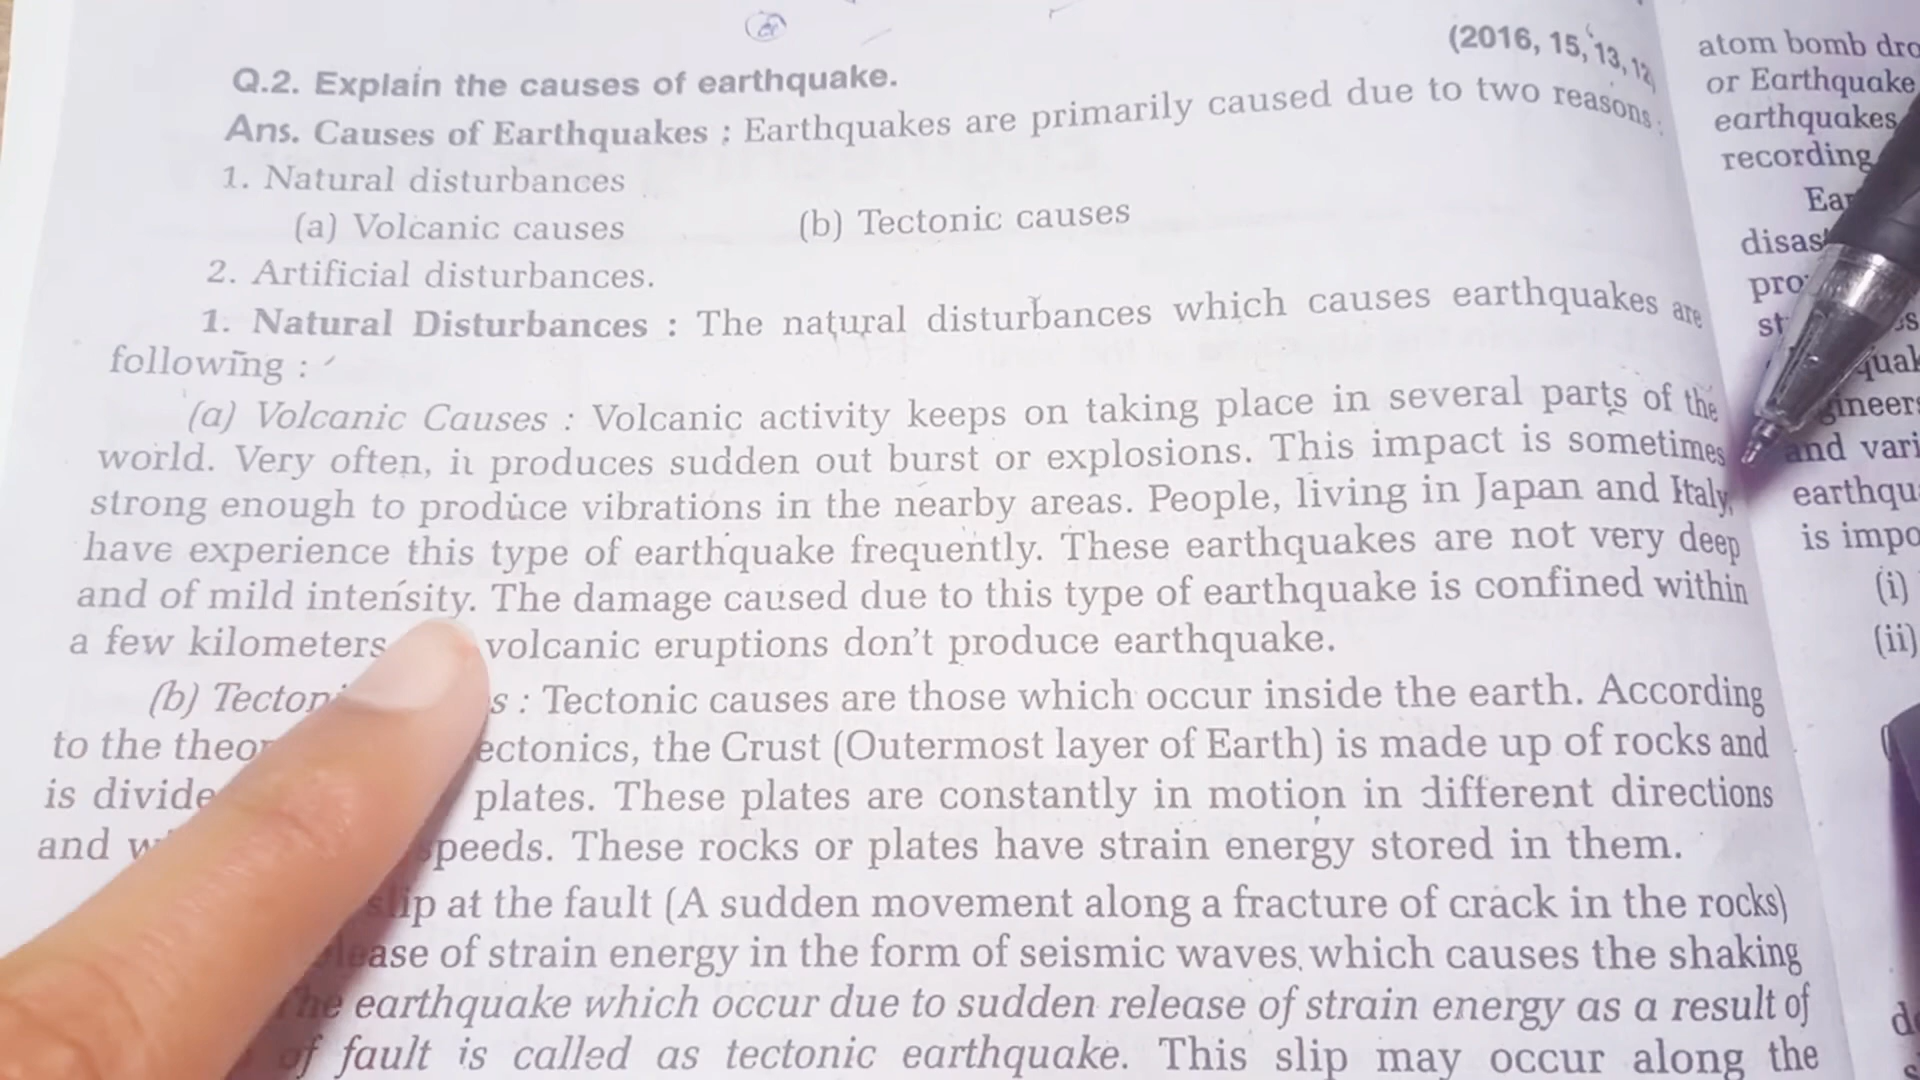 (2016, 15, 13, 12
Q.2. Explain the causes of earthquake.
Ans. Causes of Earthquakes : Earthquakes are primarily caused due to two reasons :
1. Natural disturbances
(a) Volcanic causes (b) Tectonic causes
2. Artificial disturbances.
1. Natural Disturbances : The natural disturbances which causes earthquakes are
following :
(a) Volcanic Causes : Volcanic activity keeps on taking place in several parts of the
world. Very often, it produces sudden out burst or explosions. This impact is sometimes
strong enough to produce vibrations in the nearby areas. People, living in Japan and Italy,
have experience this type of earthquake frequently. These earthquakes are not very deep
and of mild intensity. The damage caused due to this type of earthquake is confined within
a few kilometers volcanic eruptions don't produce earthquake.
(b) : Tectonic causes are those which occur inside the earth. According
to the the Crust (Outermost layer of Earth) is made up of rocks and
is plates. These plates are constantly in motion in different directions
and speeds. These rocks or plates have strain energy stored in them.
slip at the fault (A sudden movement along a fracture of crack in the rocks)
of strain energy in the form of seismic waves which causes the shaking
The earthquake which occur due to sudden release of strain energy as a result of
of fault is called as tectonic earthquake. This slip may occur along the
atom bomb
or Earthquake
earthquakes
recording
and
is
(i)
(ii)